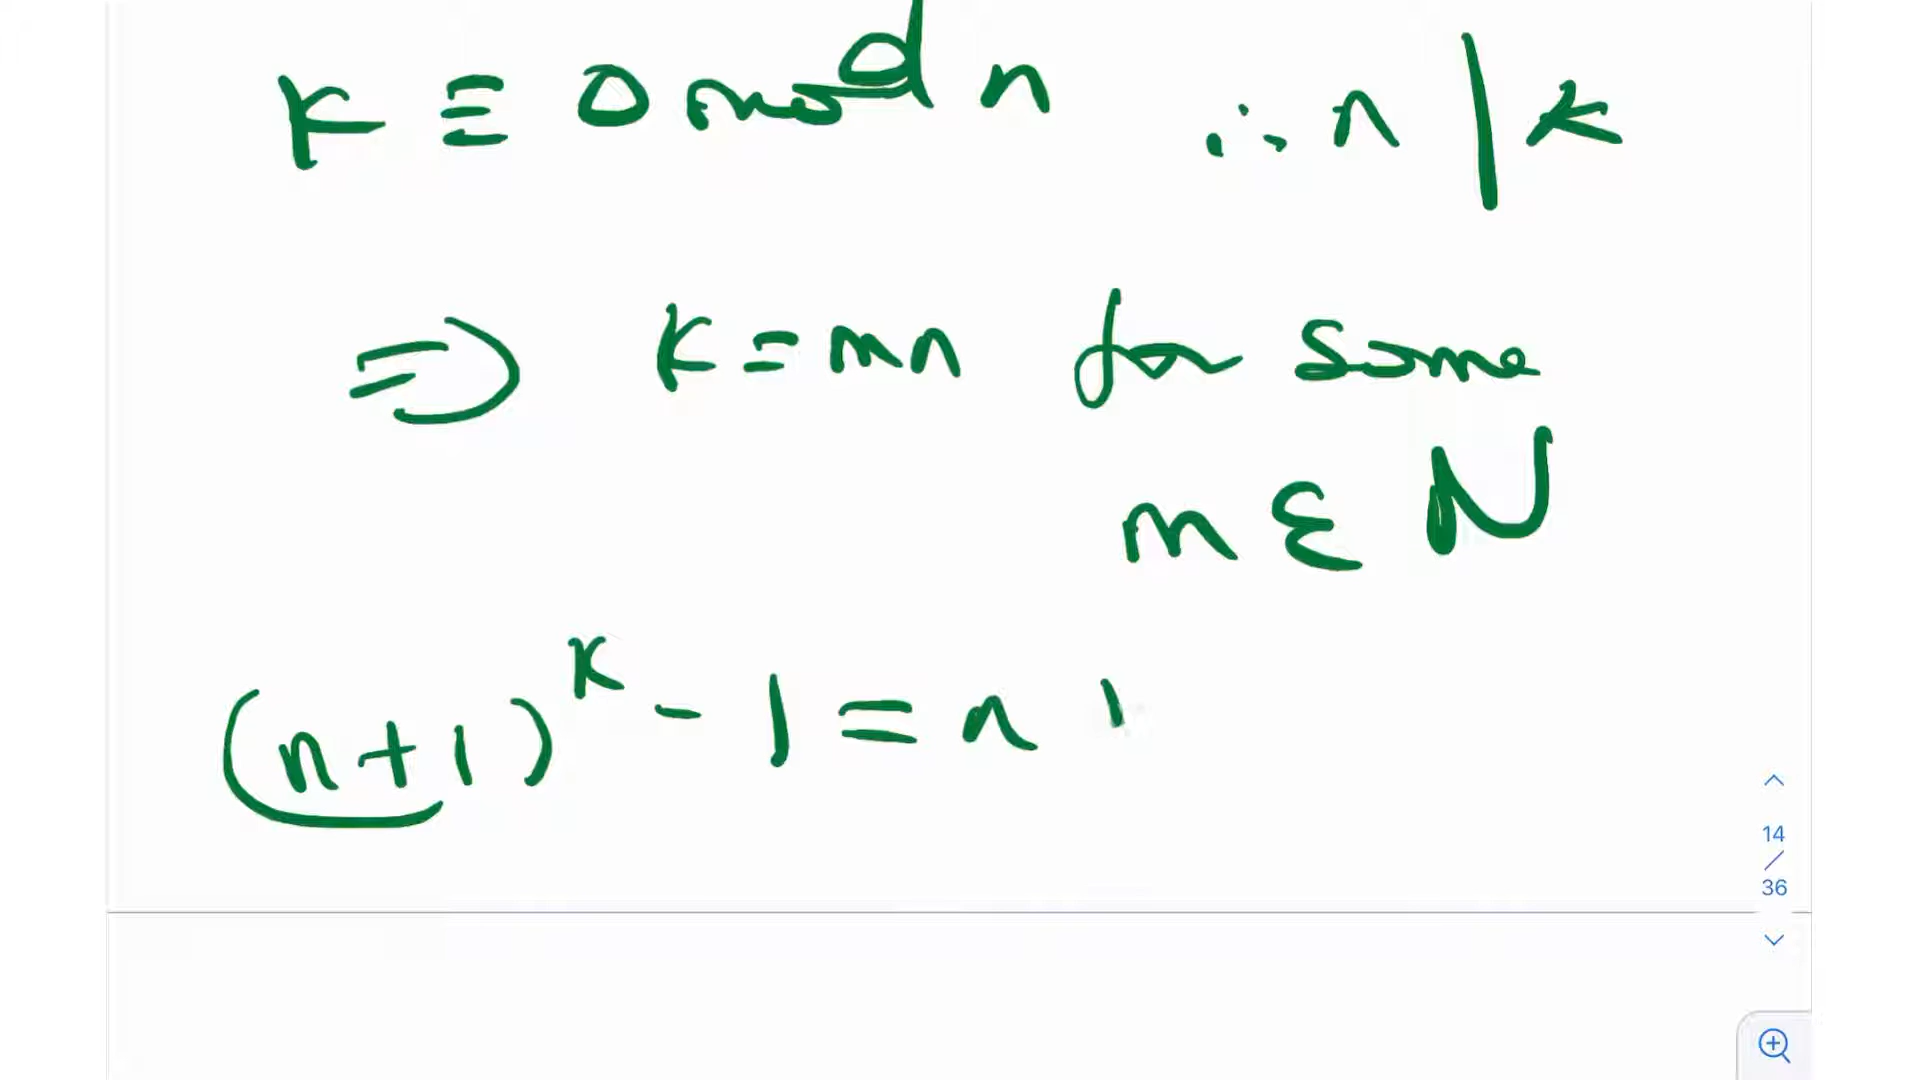 K ≡ 0 mod n ∴ n | k
⇒ K = mn for some
m ε N
(n+1)^K - 1 = n
14
/
36